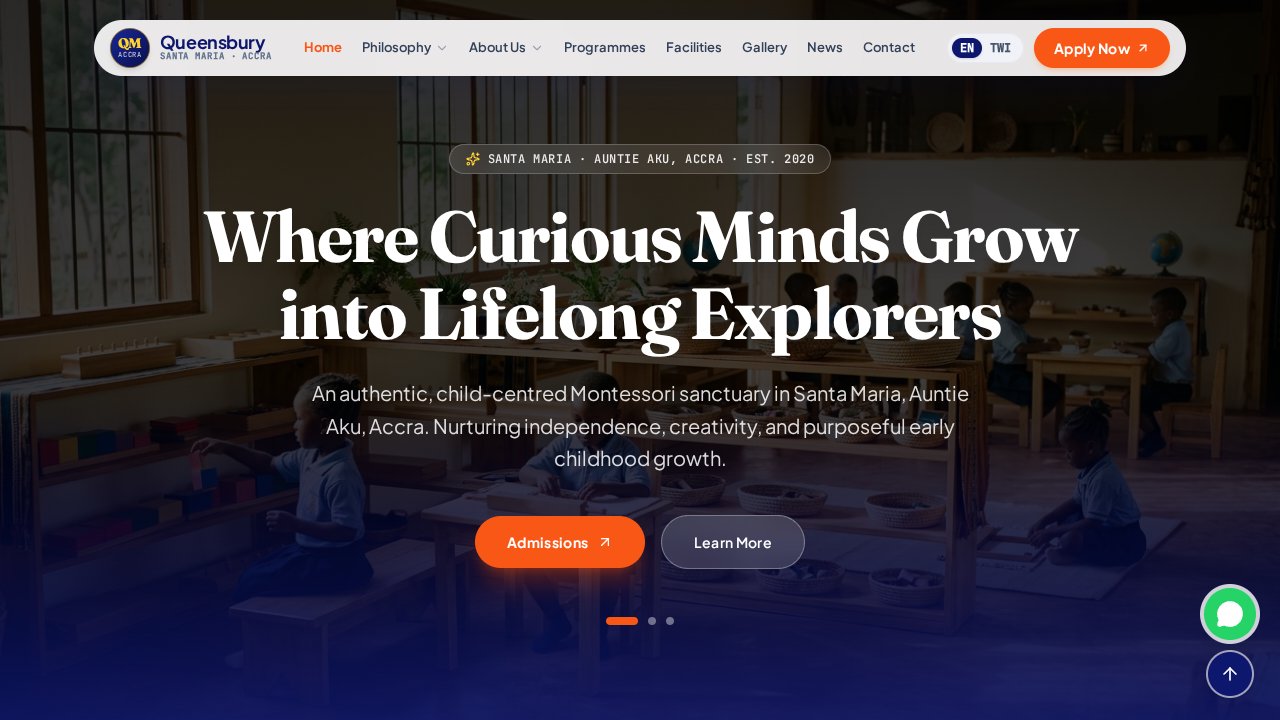 QM
ACCRA
Queensbury
SANTA MARIA · ACCRA
Home
Philosophy
About Us
Programmes
Facilities
Gallery
News
Contact
EN
TWI
Apply Now
SANTA MARIA · AUNTIE AKU, ACCRA · EST. 2020
Where Curious Minds Grow
into Lifelong Explorers
An authentic, child-centred Montessori sanctuary in Santa Maria, Auntie
Aku, Accra. Nurturing independence, creativity, and purposeful early
childhood growth.
Admissions
Learn More